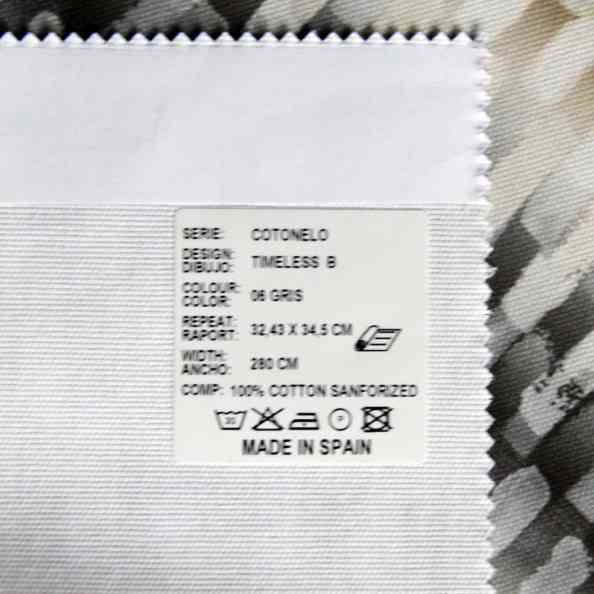 SERIE: COTONELO
DESIGN:
DIBUJO: TIMELESS B
COLOUR:
COLOR: 06 GRIS
REPEAT:
RAPORT: 32,43 X 34,5 CM
WIDTH:
ANCHO: 280 CM
COMP: 100% COTTON SANFORIZED
30 P
MADE IN SPAIN